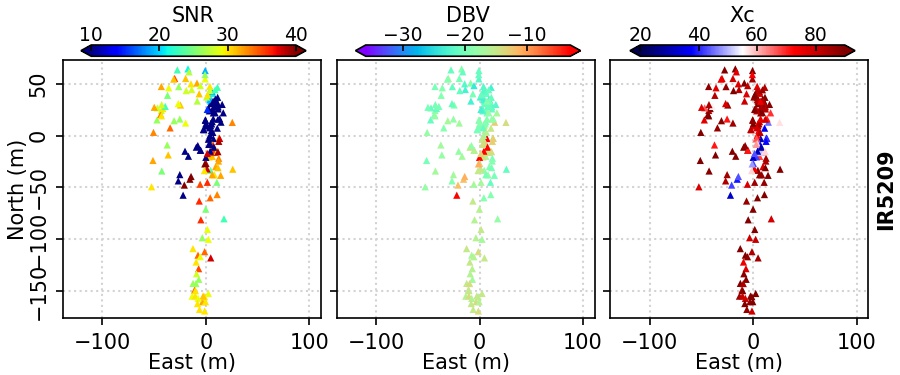 SNR DBV Xc
10 20 30 40 −30 −20 −10 20 40 60 80
North (m)
50
0
−50
−100
−150
IR5209
−100 0 100 −100 0 100 −100 0 100
East (m) East (m) East (m)